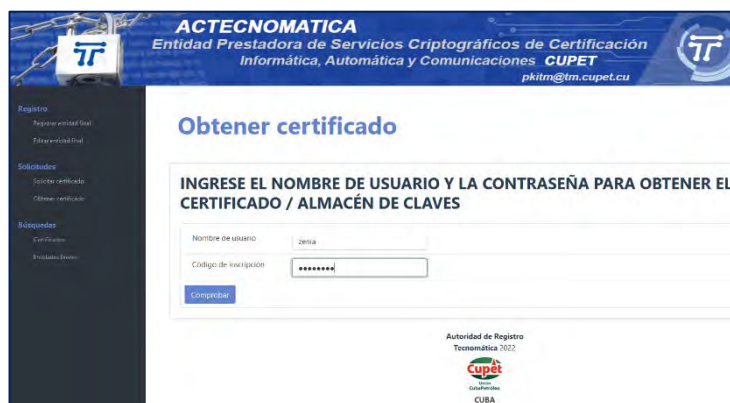 ACTECNOMATICA
Entidad Prestadora de Servicios Criptográficos de Certificación
Informática, Automática y Comunicaciones CUPET
pkitm@tm.cupet.cu
Registro
Registrar entidad final
Editar entidad final
Solicitudes
Solicitar certificado
Obtener certificado
Búsquedas
Certificados
Entidades finales
Obtener certificado
INGRESE EL NOMBRE DE USUARIO Y LA CONTRASEÑA PARA OBTENER EL
CERTIFICADO / ALMACÉN DE CLAVES
Nombre de usuario
zenia
Código de inscripción
Comprobar
Autoridad de Registro
Tecnomática 2022
Cupet
Unión
CubaPetróleo
CUBA